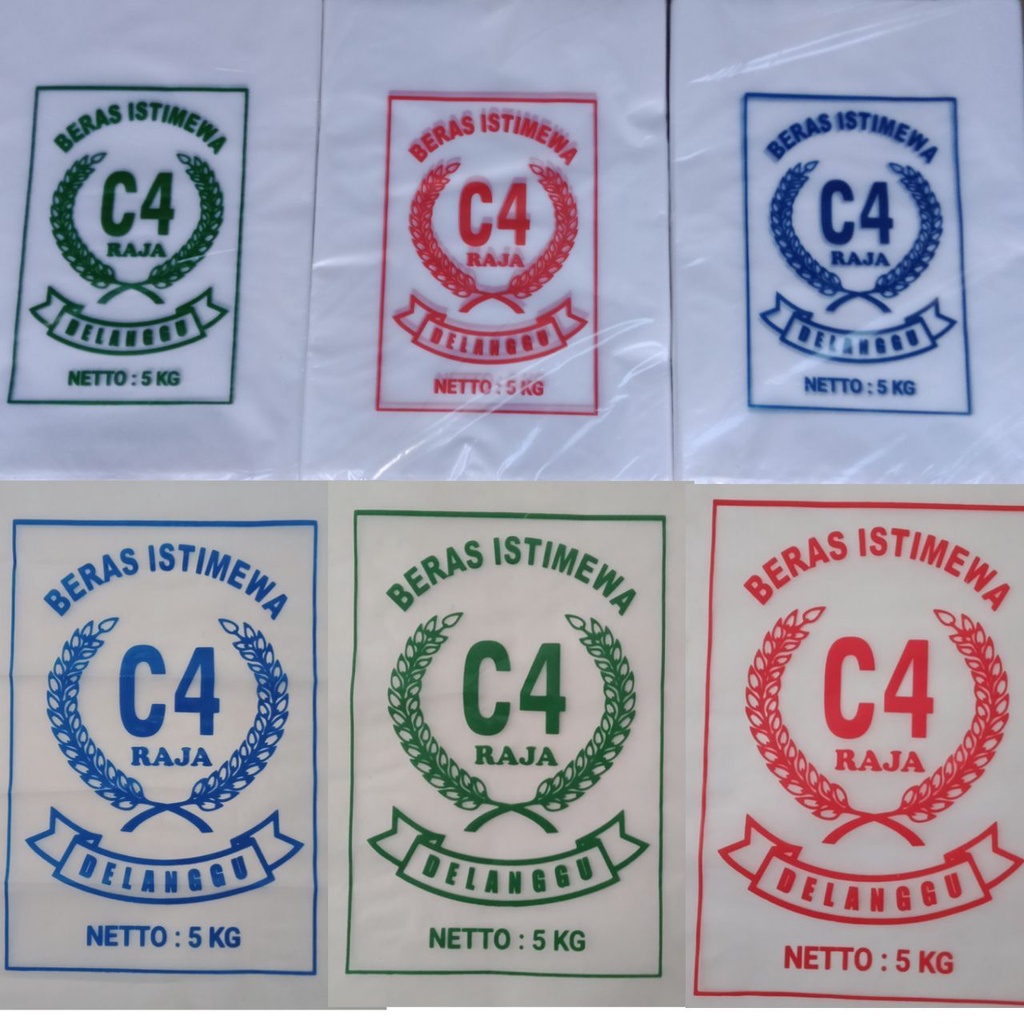 BERAS ISTIMEWA
C4
RAJA
DELANGGU
NETTO : 5 KG
BERAS ISTIMEWA
C4
RAJA
DELANGGU
NETTO : 5 KG
BERAS ISTIMEWA
C4
RAJA
DELANGGU
NETTO : 5 KG
BERAS ISTIMEWA
C4
RAJA
DELANGGU
NETTO : 5 KG
BERAS ISTIMEWA
C4
RAJA
DELANGGU
NETTO : 5 KG
BERAS ISTIMEWA
C4
RAJA
DELANGGU
NETTO : 5 KG